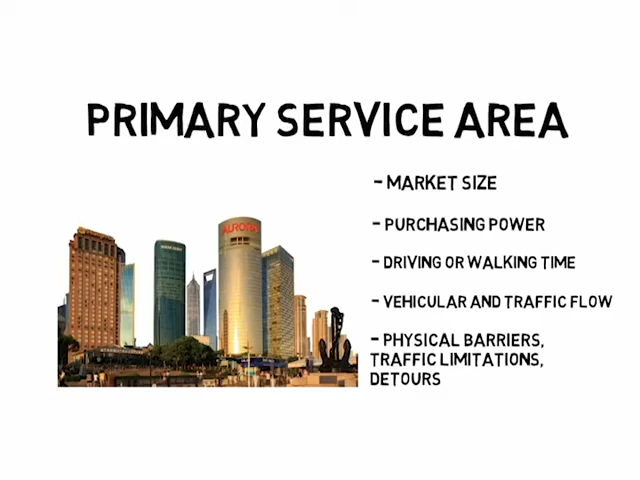 PRIMARY SERVICE AREA
- MARKET SIZE
- PURCHASING POWER
- DRIVING OR WALKING TIME
- VEHICULAR AND TRAFFIC FLOW
- PHYSICAL BARRIERS,
TRAFFIC LIMITATIONS,
DETOURS
AURORA